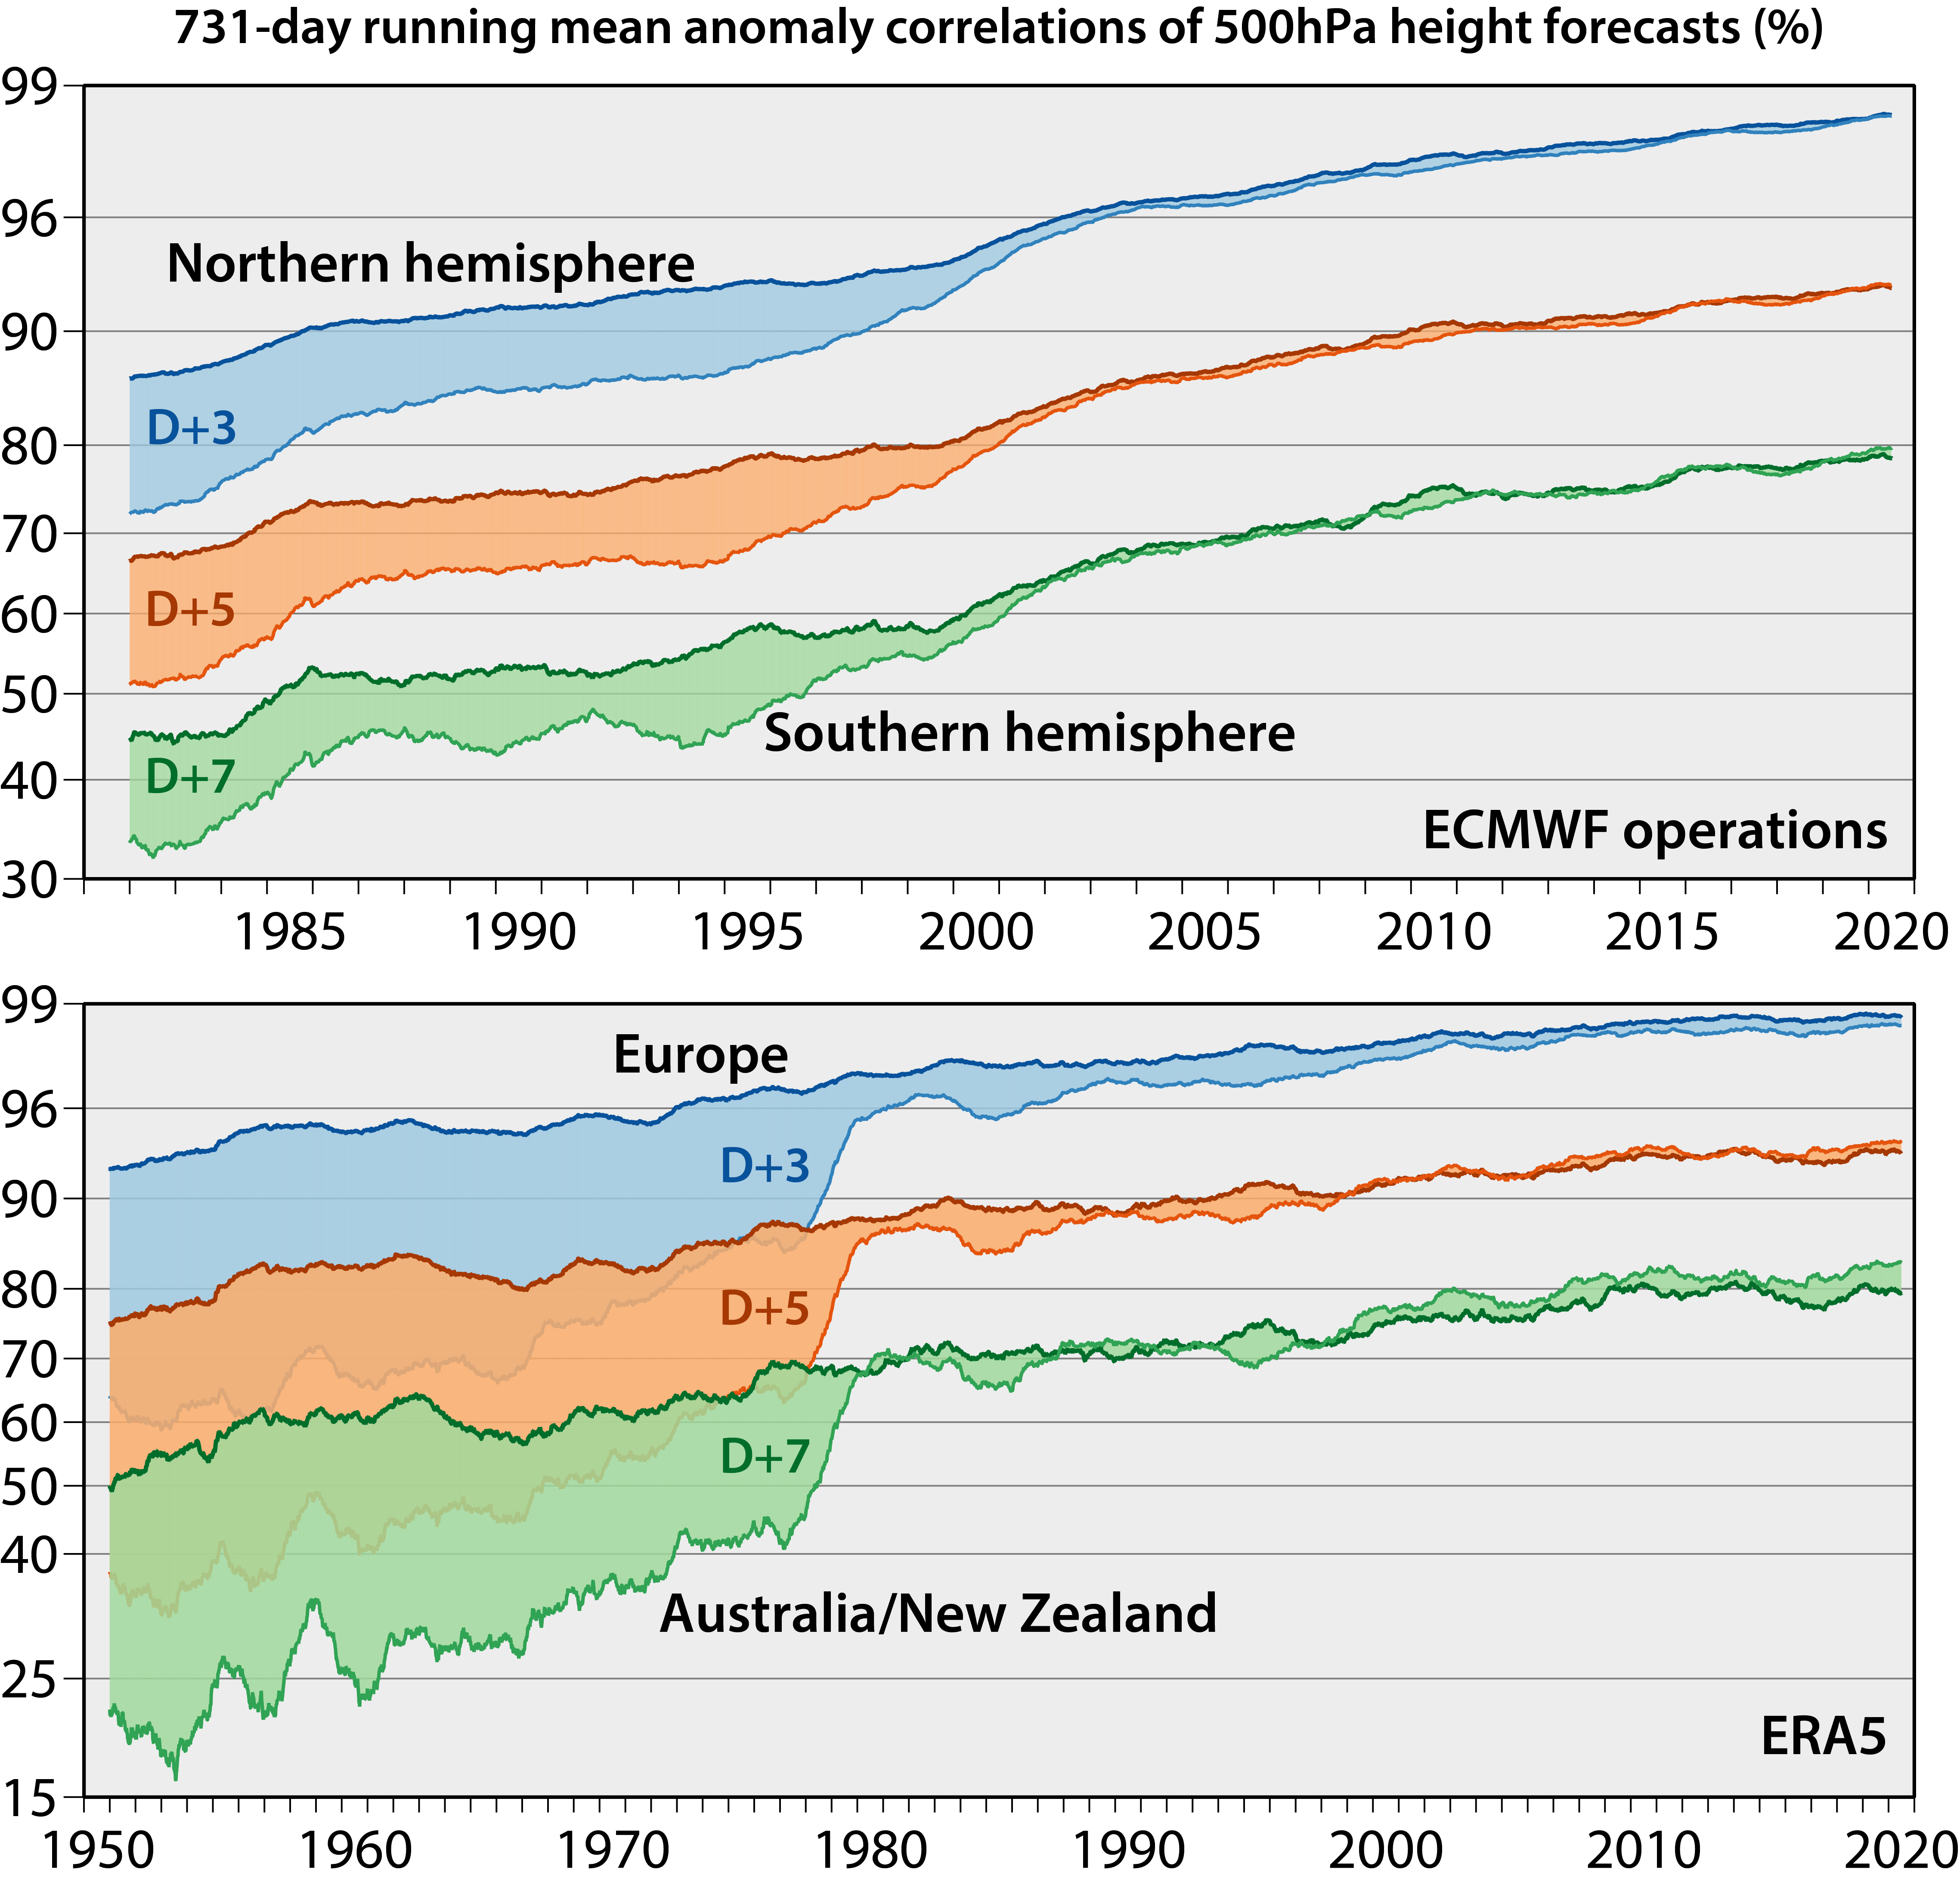 731-day running mean anomaly correlations of 500hPa height forecasts (%)
99
96
90
80
70
60
50
40
30
Northern hemisphere
D+3
D+5
D+7
Southern hemisphere
ECMWF operations
1985 1990 1995 2000 2005 2010 2015 2020
99
96
90
80
70
60
50
40
25
15
Europe
D+3
D+5
D+7
Australia/New Zealand
ERA5
1950 1960 1970 1980 1990 2000 2010 2020